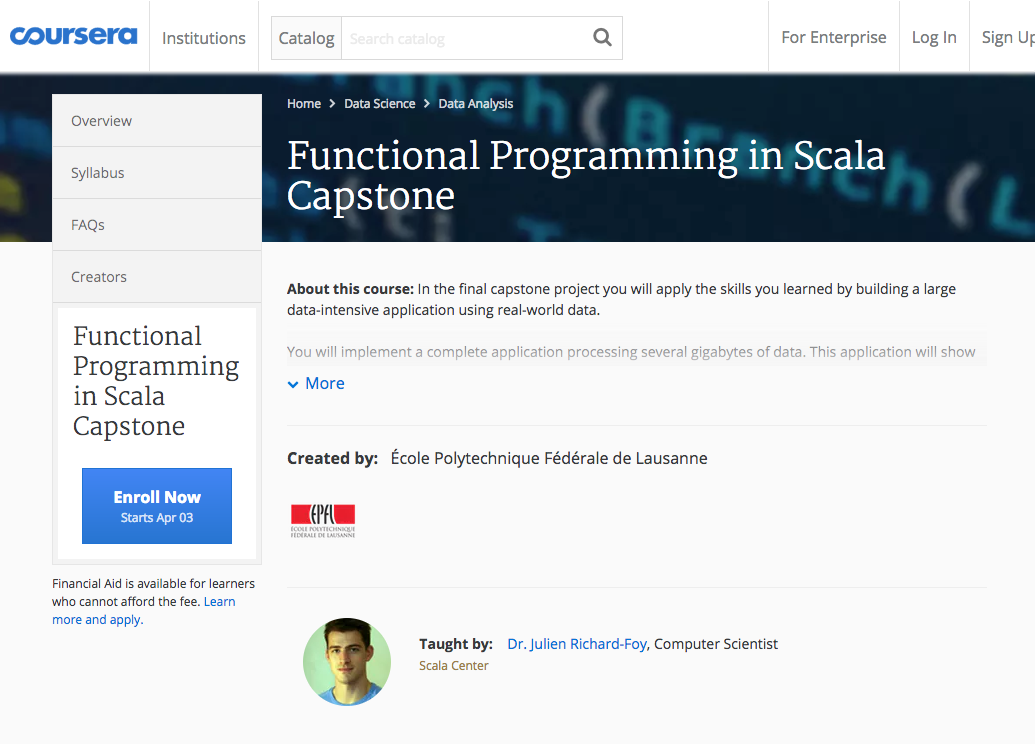 coursera
Institutions
Catalog
Search catalog
For Enterprise
Log In
Sign Up
Home > Data Science > Data Analysis
Functional Programming in Scala
Capstone
Branch(Branch(L
Overview
Syllabus
FAQs
Creators
Functional
Programming
in Scala
Capstone
Enroll Now
Starts Apr 03
Financial Aid is available for learners
who cannot afford the fee. Learn
more and apply.
About this course: In the final capstone project you will apply the skills you learned by building a large
data-intensive application using real-world data.
You will implement a complete application processing several gigabytes of data. This application will show
More
Created by: École Polytechnique Fédérale de Lausanne
EPFL
ÉCOLE POLYTECHNIQUE
FÉDÉRALE DE LAUSANNE
Taught by: Dr. Julien Richard-Foy, Computer Scientist
Scala Center